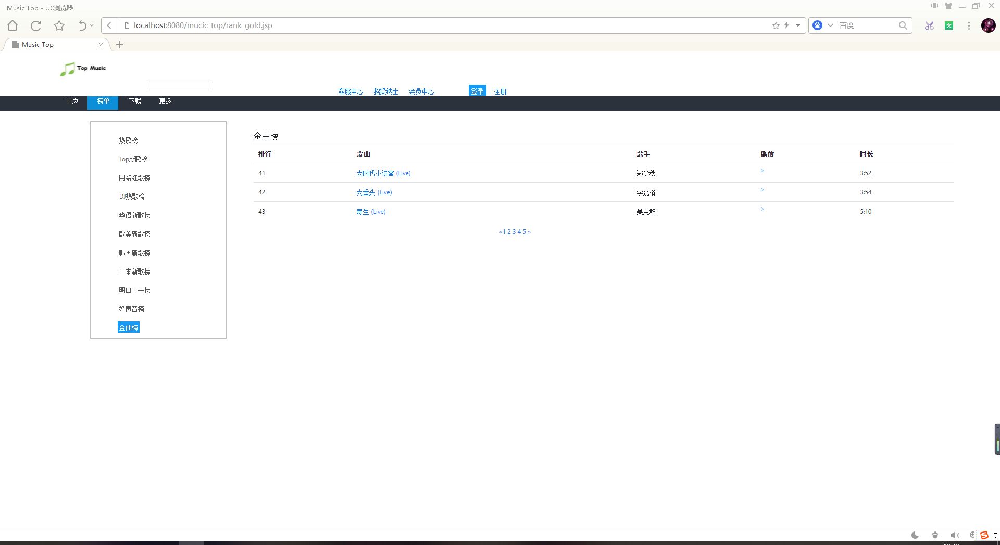 Music Top - UC浏览器
localhost:8080/mucic_top/rank_gold.jsp
百度
Music Top
Top Music
客服中心 招贤纳士 会员中心 登录 注册
首页 榜单 下载 更多
热歌榜
Top新歌榜
网络红歌榜
DJ热歌榜
华语新歌榜
欧美新歌榜
韩国新歌榜
日本新歌榜
明日之子榜
好声音榜
金曲榜
金曲榜
排行 歌曲 歌手 播放 时长
41 大时代小访客 (Live) 郑少秋 3:52
42 大舌头 (Live) 李嘉格 3:54
43 寄生 (Live) 吴克群 5:10
«1 2 3 4 5 »